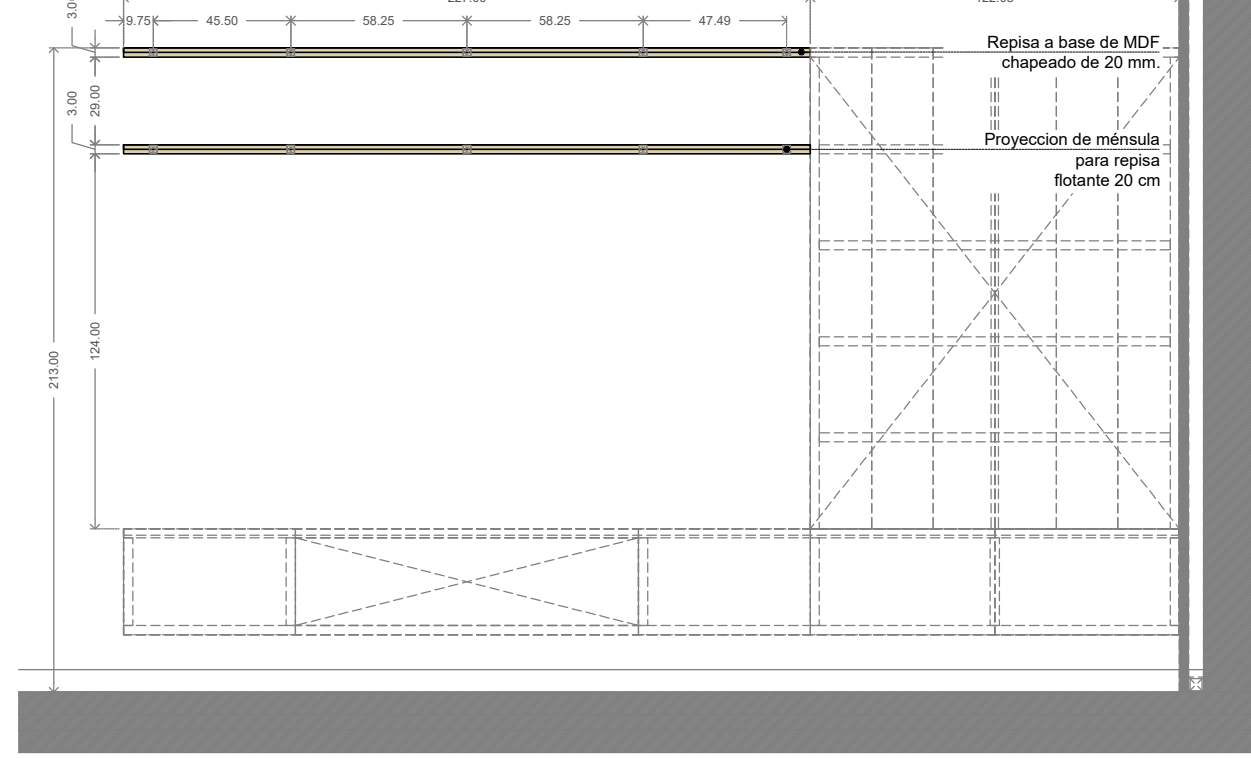 9.75
45.50
58.25
58.25
47.49
Repisa a base de MDF
chapeado de 20 mm.
3.00
29.00
Proyeccion de ménsula
para repisa
flotante 20 cm
124.00
213.00